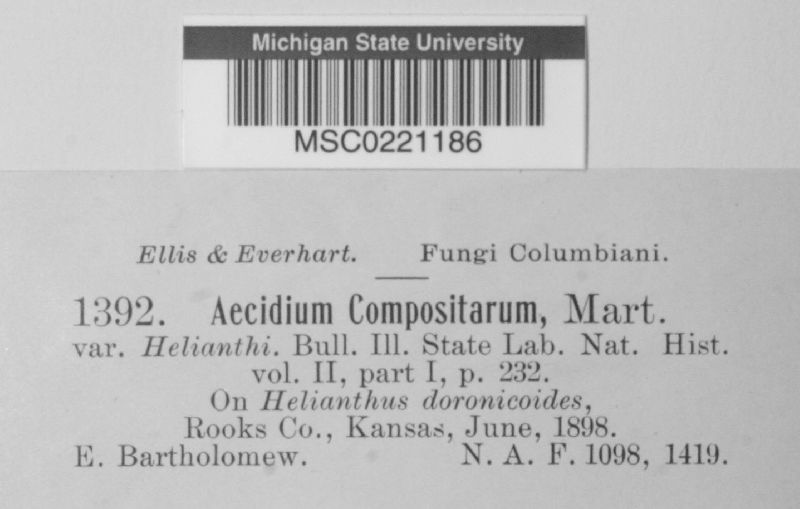 Michigan State University
MSC0221186
Ellis & Everhart. Fungi Columbiani.
1392. Aecidium Compositarum, Mart.
var. Helianthi. Bull. Ill. State Lab. Nat. Hist.
vol. II, part I, p. 232.
On Helianthus doronicoides,
Rooks Co., Kansas, June, 1898.
E. Bartholomew. N. A. F. 1098, 1419.